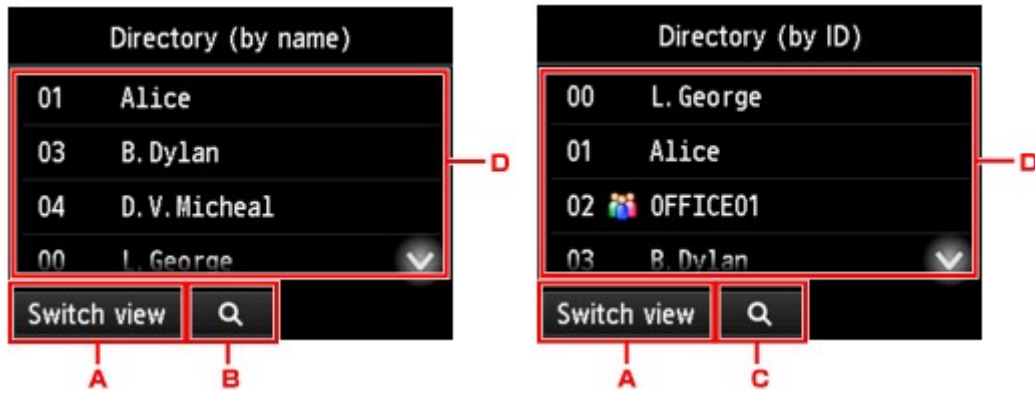 Directory (by name)
01 Alice
03 B.Dylan
04 D.V.Micheal
00 L.George
D
Switch view
A
B
Directory (by ID)
00 L.George
01 Alice
02 OFFICE01
03 B.Dylan
D
Switch view
A
C